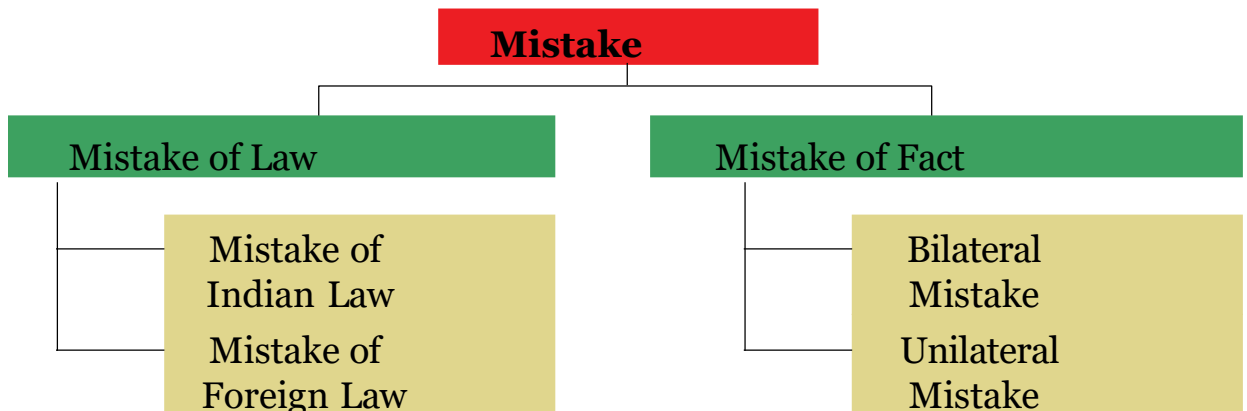 Mistake
Mistake of Law
Mistake of Fact
Mistake of
Indian Law
Mistake of
Foreign Law
Bilateral
Mistake
Unilateral
Mistake